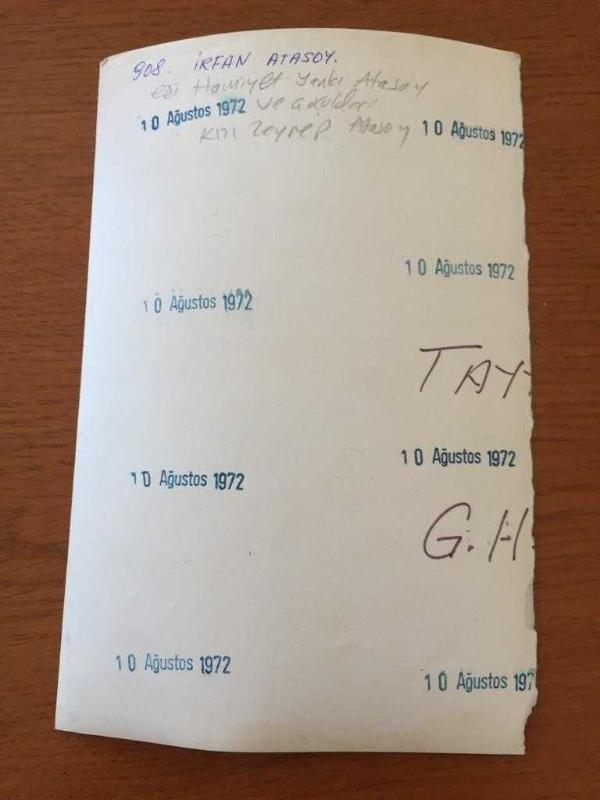 908. İRFAN ATASOY.
eşi Hamiyet Yankı Atasoy
10 Ağustos 1972 ve çocukları
kızı Zeynep Atasoy 10 Ağustos 1972
10 Ağustos 1972
10 Ağustos 1972
TAY
10 Ağustos 1972
10 Ağustos 1972
G.H.
10 Ağustos 1972
10 Ağustos 197